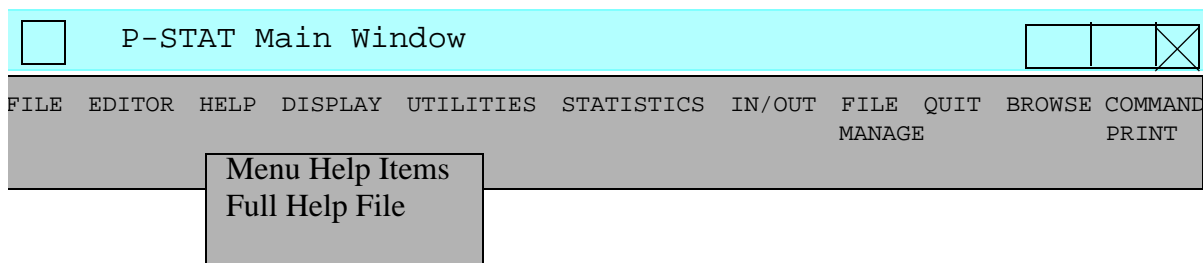 P-STAT Main Window
FILE EDITOR HELP DISPLAY UTILITIES STATISTICS IN/OUT FILE QUIT BROWSE COMMAND
MANAGE PRINT
Menu Help Items
Full Help File